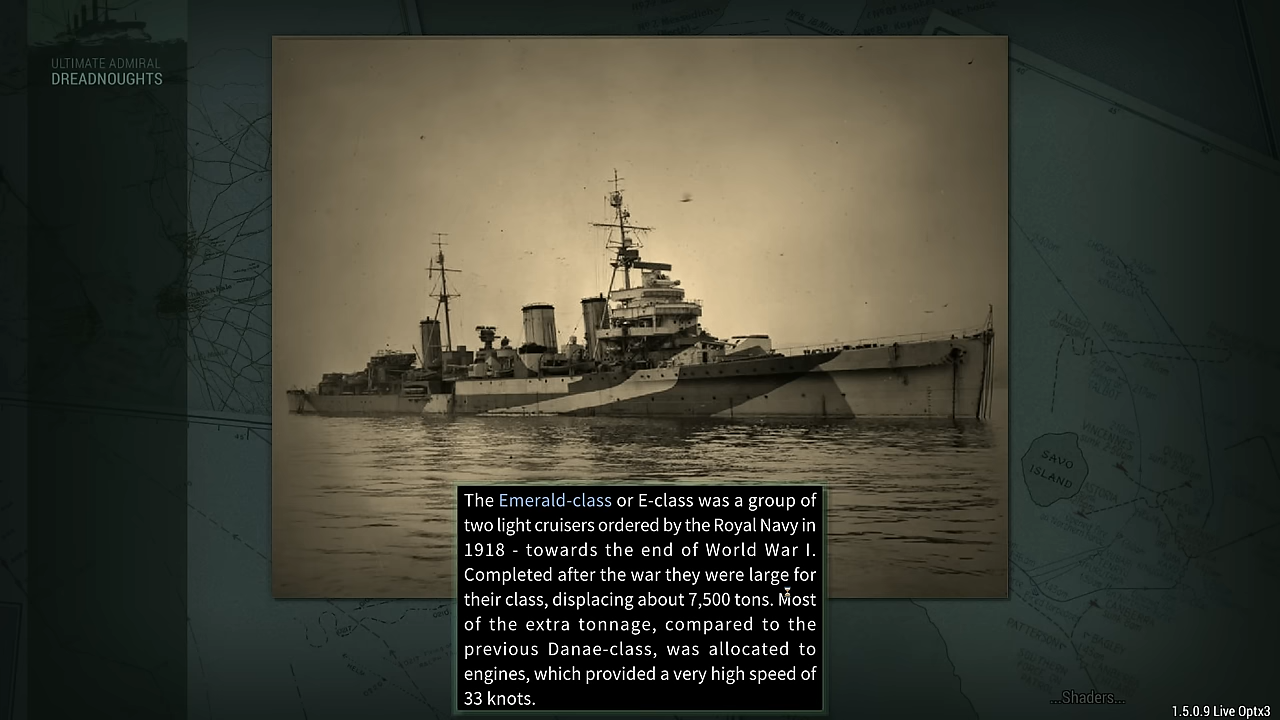 ULTIMATE ADMIRAL
DREADNOUGHTS
The Emerald-class or E-class was a group of
two light cruisers ordered by the Royal Navy in
1918 - towards the end of World War I.
Completed after the war they were large for
their class, displacing about 7,500 tons. Most
of the extra tonnage, compared to the
previous Danae-class, was allocated to
engines, which provided a very high speed of
33 knots.
SAVO
ISLAND
...Shaders...
1.5.0.9 Live Optx3